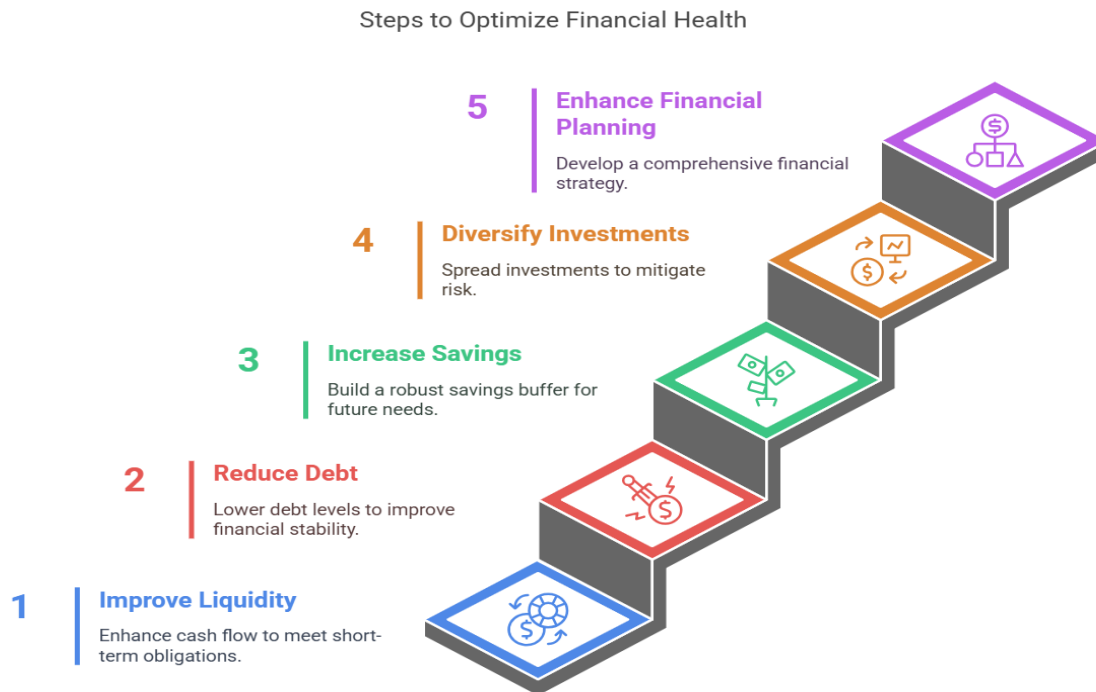 Steps to Optimize Financial Health
5
Enhance Financial
Planning
Develop a comprehensive financial
strategy.
4
Diversify Investments
Spread investments to mitigate
risk.
3
Increase Savings
Build a robust savings buffer for
future needs.
2
Reduce Debt
Lower debt levels to improve
financial stability.
1
Improve Liquidity
Enhance cash flow to meet short-
term obligations.